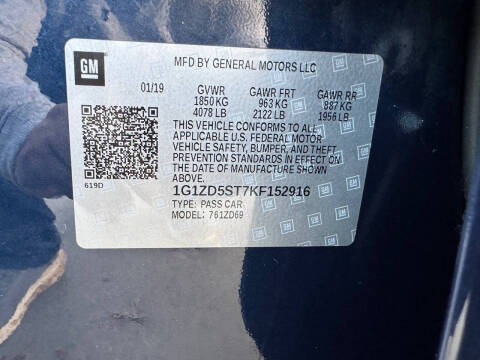 GM
MFD BY GENERAL MOTORS LLC
01/19
GVWR GAWR FRT GAWR RR
1850 KG 963 KG 887 KG
4078 LB 2122 LB 1956 LB
THIS VEHICLE CONFORMS TO ALL
APPLICABLE U.S. FEDERAL MOTOR
VEHICLE SAFETY, BUMPER, AND THEFT
PREVENTION STANDARDS IN EFFECT ON
THE DATE OF MANUFACTURE SHOWN
ABOVE.
619D
1G1ZD5ST7KF152916
TYPE: PASS CAR
MODEL: 761ZD69